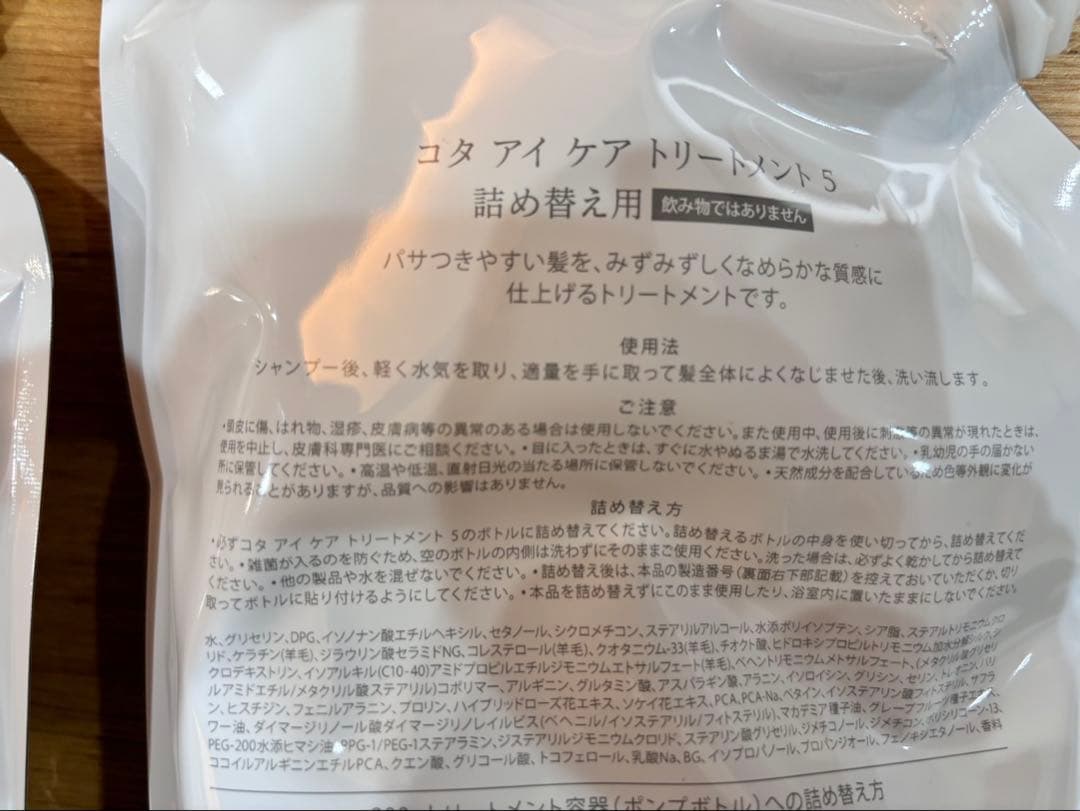 コタ アイ ケア トリートメント 5
詰め替え用 飲み物ではありません
パサつきやすい髪を、みずみずしくなめらかな質感に
仕上げるトリートメントです。
使用法
シャンプー後、軽く水気を取り、適量を手に取って髪全体によくなじませた後、洗い流します。
ご注意
・頭皮に傷、はれ物、湿疹、皮膚病等の異常のある場合は使用しないでください。また使用中、使用後に刺激等の異常が現れたときは、
使用を中止し、皮膚科専門医にご相談ください。・目に入ったときは、すぐに水やぬるま湯で水洗してください。・乳幼児の手の届かない
所に保管してください。・高温や低温、直射日光の当たる場所に保管しないでください。・天然成分を配合しているため色等外観に変化が
見られることがありますが、品質への影響はありません。
詰め替え方
・必ずコタ アイ ケア トリートメント 5のボトルに詰め替えてください。詰め替えるボトルの中身を使い切ってから、詰め替えてくだ
さい。・雑菌が入るのを防ぐため、空のボトルの内側は洗わずにそのままご使用ください。洗った場合は、必ずよく乾かしてから詰め替えて
ください。・他の製品や水を混ぜないでください。・詰め替え後は、本品の製造番号（裏面右下部記載）を控えておいていただくか、切り
取ってボトルに貼り付けるようにしてください。・本品を詰め替えずにこのまま使用したり、浴室内に置いたままにしないでください。
水、グリセリン、DPG、イソノナン酸エチルヘキシル、セタノール、シクロメチコン、ステアリルアルコール、水添ポリイソブテン、シア脂、ステアルトリモニウムクロ
リド、ケラチン(羊毛)、ジラウリン酸セラミドNG、コレステロール(羊毛)、クオタニウム-33(羊毛)、チオクト酸、ヒドロキシプロピルトリモニウム加水分解シルク、シ
クロデキストリン、イソアルキル(C10-40)アミドプロピルエチルジモニウムエトサルフェート(羊毛)、ベヘントリモニウムメトサルフェート、(メタクリル酸グリセ
ルアミドエチル/メタクリル酸ステアリル)コポリマー、アルギニン、グルタミン酸、アスパラギン酸、アラニン、イソロイシン、グリシン、セリン、トレオニン、バリ
ン、ヒスチジン、フェニルアラニン、プロリン、ハイブリッドローズ花エキス、ソケイ花エキス、PCA、PCA-Na、ベタイン、イソステアリン酸フィトステリル、サフラ
ワー油、ダイマージリノール酸ダイマージリノレイルビス(ベヘニル/イソステアリル/フィトステリル)、マカデミア種子油、グレープフルーツ種子エキス、
PEG-200水添ヒマシ油、PPG-1/PEG-1ステアラミン、ジステアリルジモニウムクロリド、ステアリン酸グリセリル、ジメチコノール、ジメチコン、ポリシリコーン-13、
ココイルアルギニンエチルPCA、クエン酸、グリコール酸、トコフェロール、乳酸Na、BG、イソプロパノール、プロパンジオール、フェノキシエタノール、香料
トリートメント容器（ポンプボトル）への詰め替え方